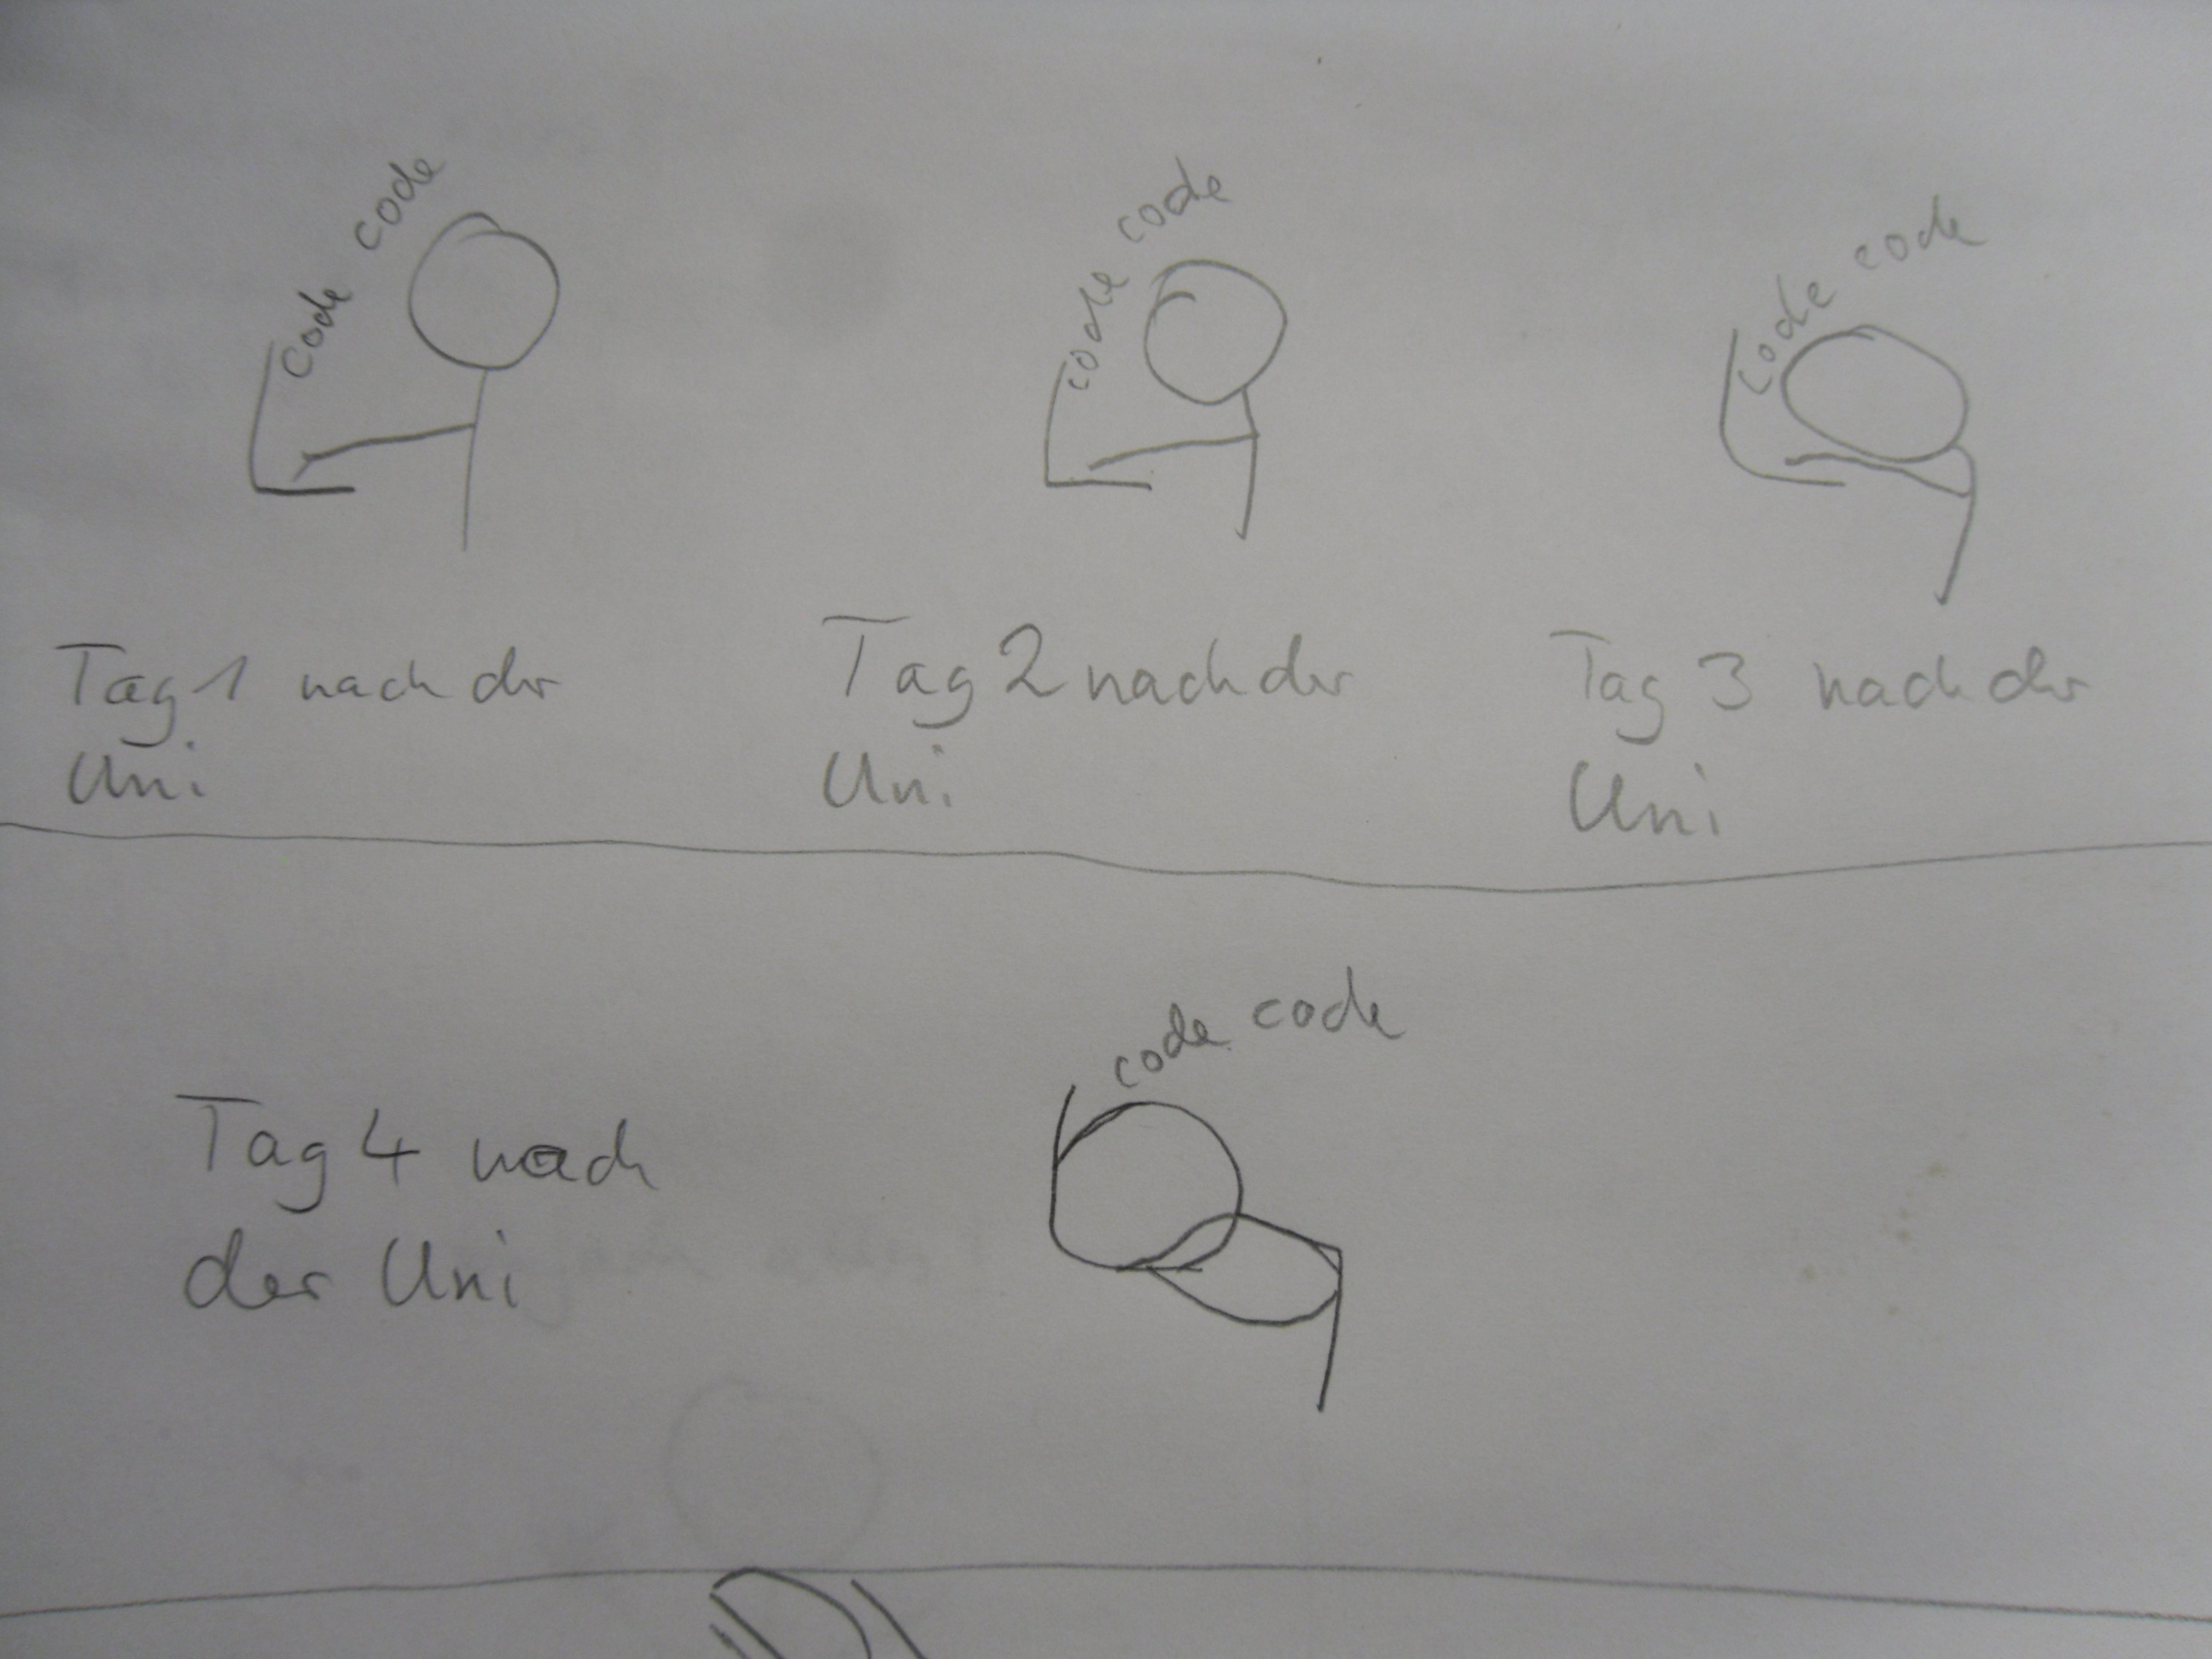 code code
code code
code code
Tag 1 nach der
Uni
Tag 2 nach der
Uni
Tag 3 nach der
Uni
code code
Tag 4 nach
der Uni